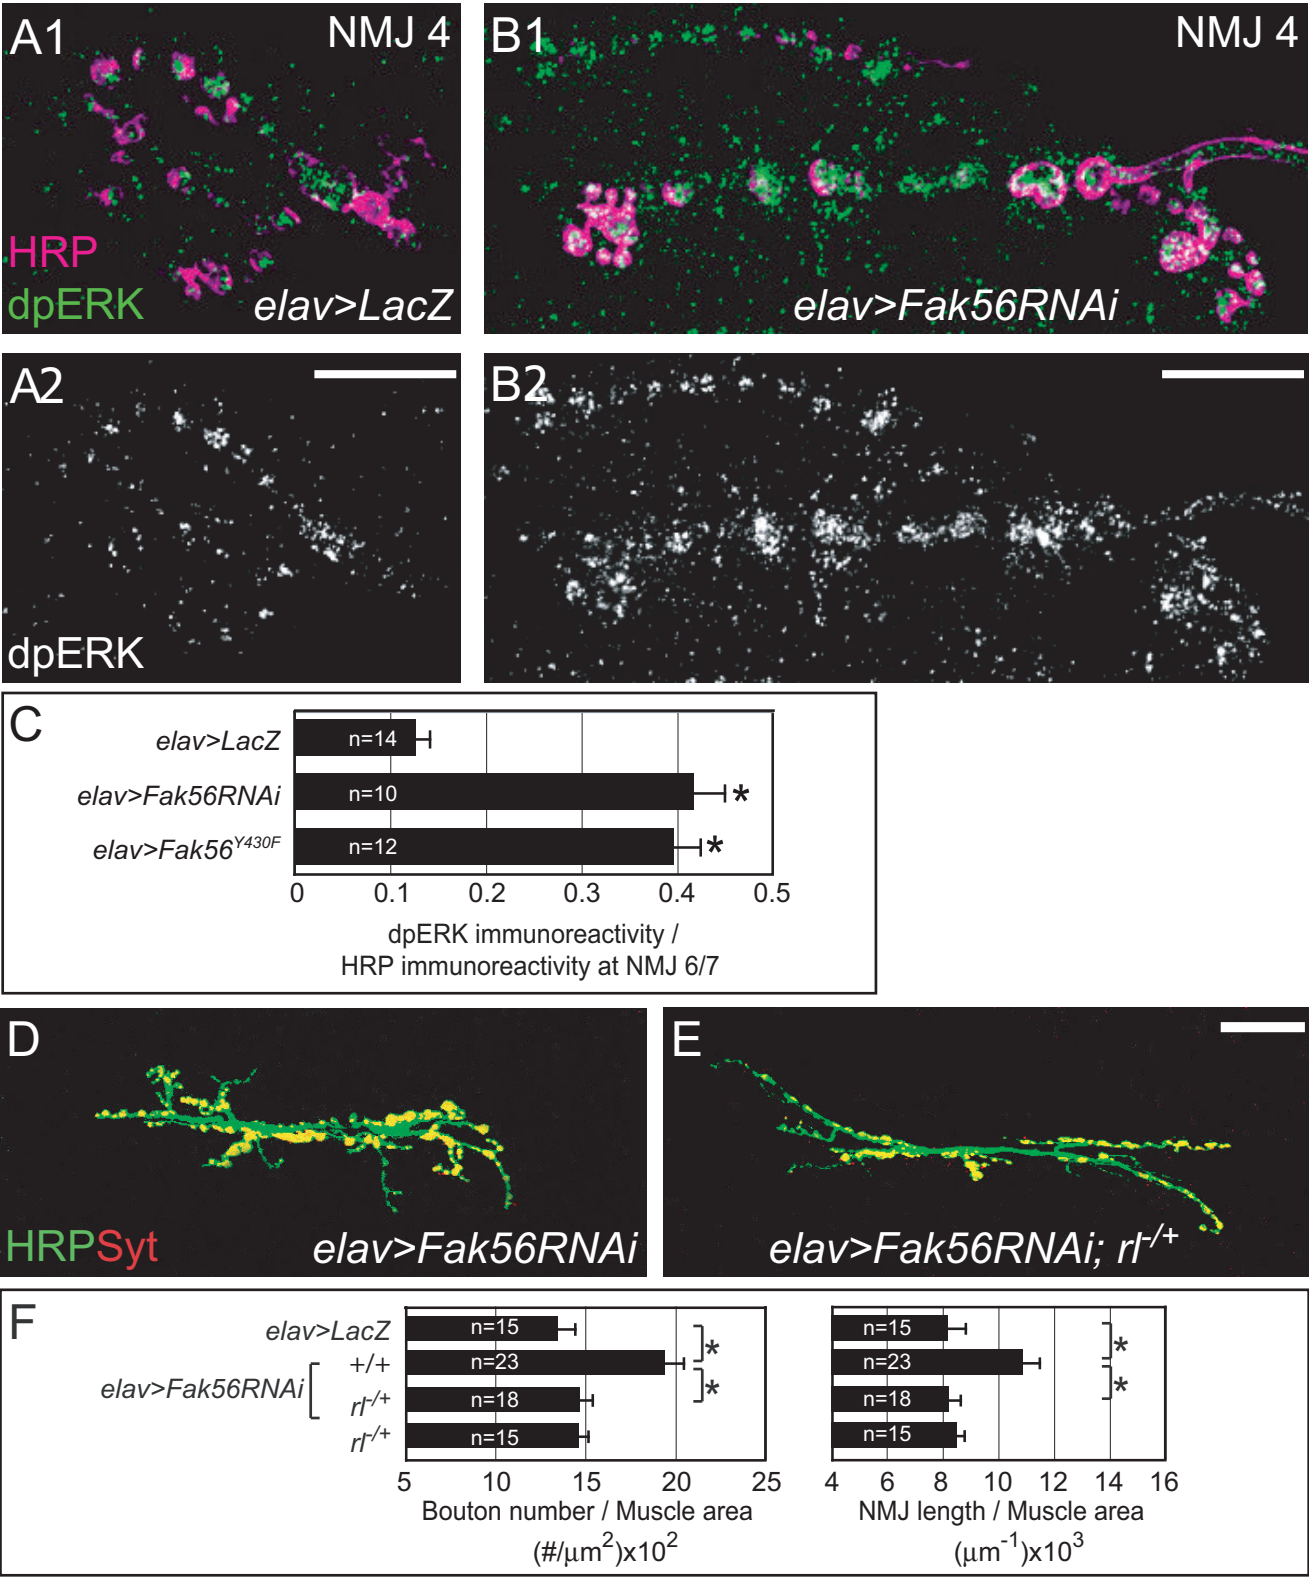 A1 NMJ 4
HRP
dpERK elav>LacZ
B1 NMJ 4
elav>Fak56RNAi
A2
dpERK
B2
C
elav>LacZ n=14
elav>Fak56RNAi n=10 *
elav>Fak56^Y430F n=12 *
0 0.1 0.2 0.3 0.4 0.5
dpERK immunoreactivity /
HRP immunoreactivity at NMJ 6/7
D
HRPSyt elav>Fak56RNAi
E
elav>Fak56RNAi; rl^-/+
F
elav>LacZ n=15 n=15
+/+ n=23 * n=23 *
elav>Fak56RNAi
rl^-/+ n=18 * n=18 *
rl^-/+ n=15 n=15
5 10 15 20 25 4 6 8 10 12 14 16
Bouton number / Muscle area NMJ length / Muscle area
(#/μm²)x10² (μm⁻¹)x10³